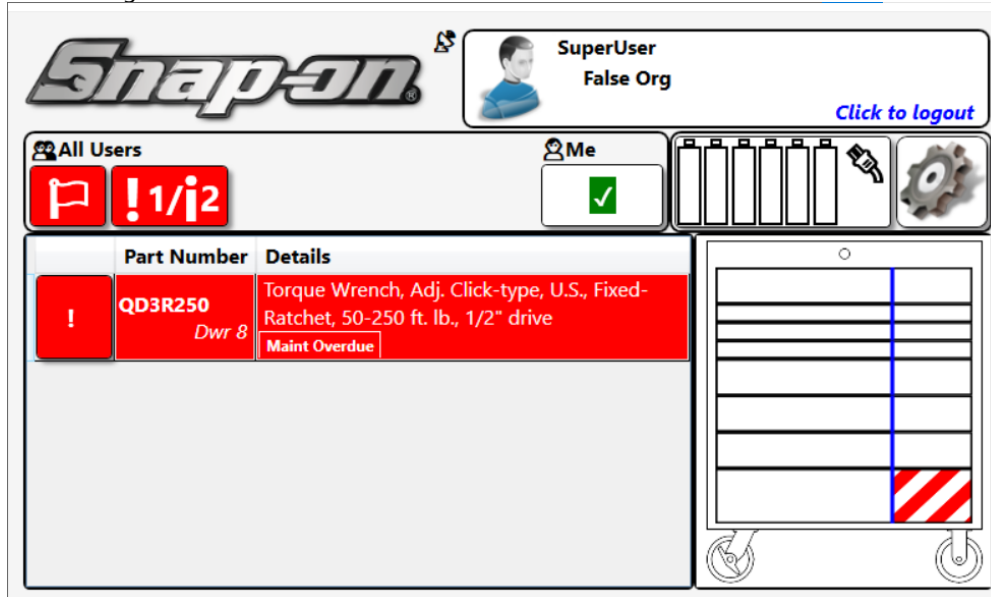 Snap-on®
SuperUser
False Org
Click to logout
All Users
Me
! 1/i2
Part Number Details
!
QD3R250
Dwr 8
Torque Wrench, Adj. Click-type, U.S., Fixed-
Ratchet, 50-250 ft. lb., 1/2" drive
Maint Overdue